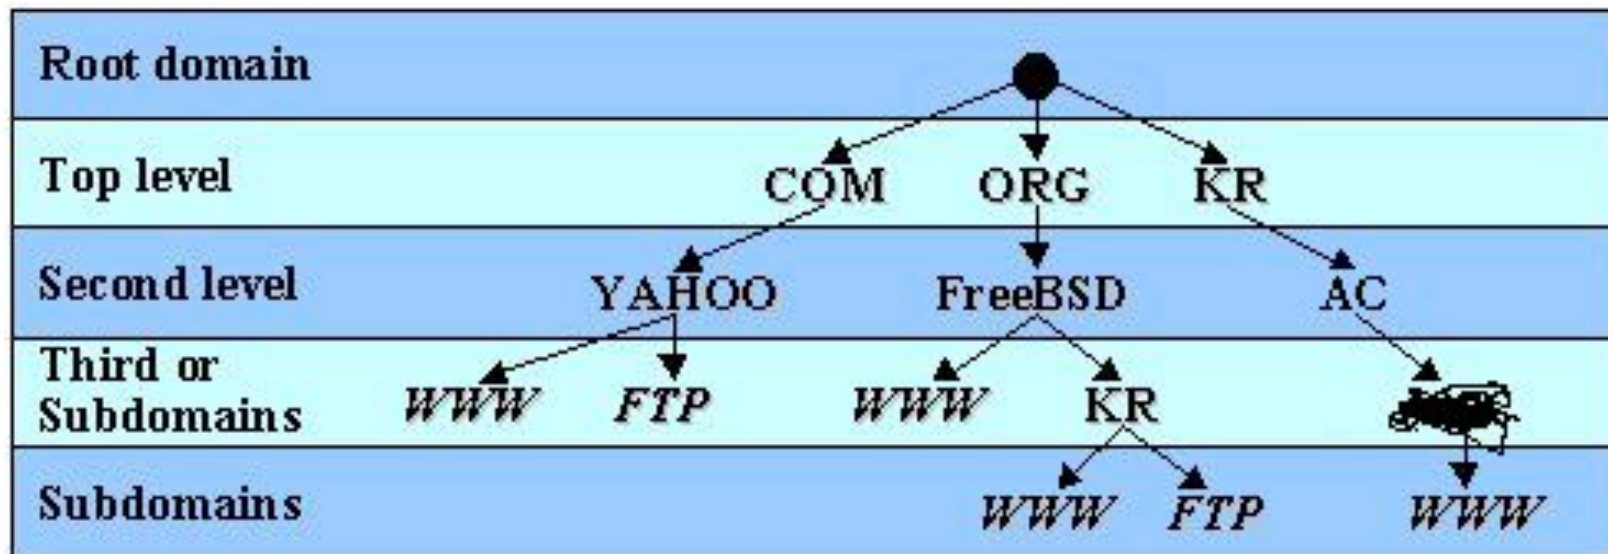 Root domain
Top level
COM ORG KR
Second level
YAHOO FreeBSD AC
Third or
Subdomains
WWW FTP WWW KR
Subdomains
WWW FTP WWW